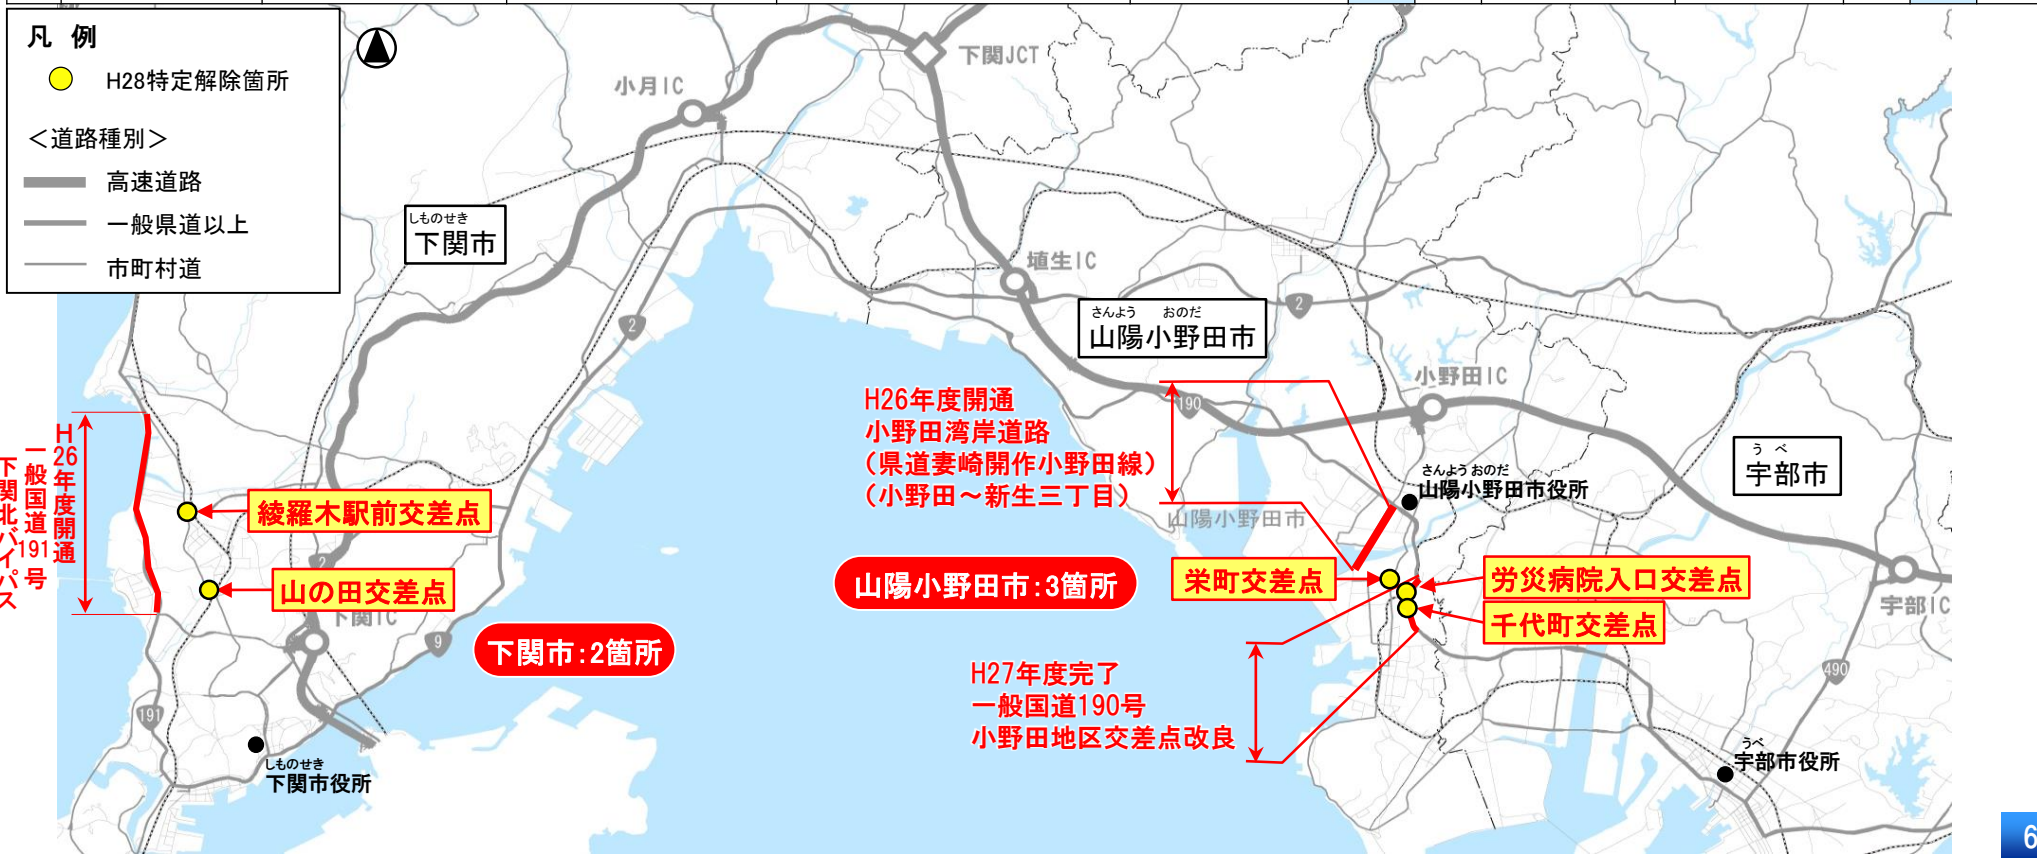 凡 例
H28特定解除箇所
＜道路種別＞
高速道路
一般県道以上
市町村道
下関JCT
小月IC
しものせき
下関市
2
埴生IC
さんよう おのだ
山陽小野田市
2
190
小野田IC
H26年度開通
小野田湾岸道路
（県道妻崎開作小野田線）
（小野田～新生三丁目）
うべ
宇部市
さんようおのだ
山陽小野田市役所
山陽小野田市
H26年度開通
一般国道191号
下関北バイパス
綾羅木駅前交差点
2
山の田交差点
下関IC
9
下関市：2箇所
山陽小野田市：3箇所
栄町交差点
労災病院入口交差点
千代町交差点
宇部IC
490
H27年度完了
一般国道190号
小野田地区交差点改良
191
しものせき
下関市役所
うべ
宇部市役所
6